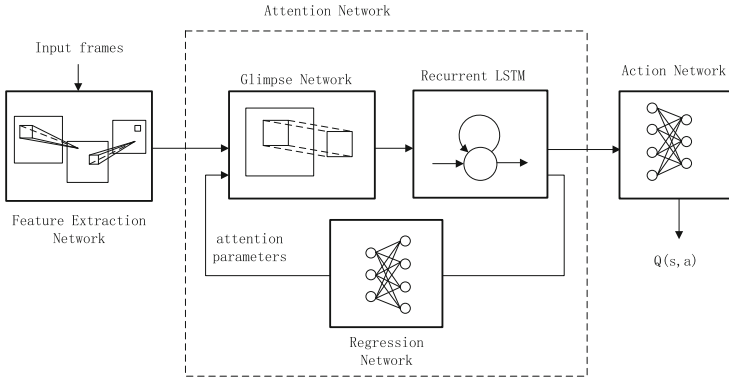 Attention Network
Input frames
Glimpse Network
Recurrent LSTM
Action Network
Feature Extraction
Network
attention
parameters
Q(s,a)
Regression
Network